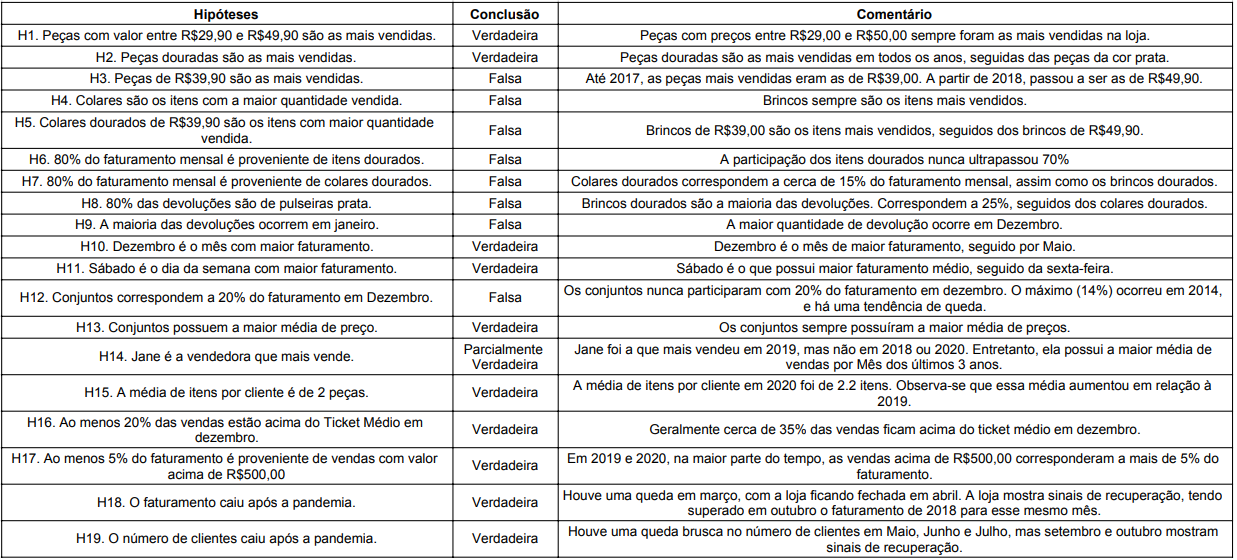 Hipóteses Conclusão Comentário
H1. Peças com valor entre R$29,90 e R$49,90 são as mais vendidas. Verdadeira Peças com preços entre R$29,00 e R$50,00 sempre foram as mais vendidas na loja.
H2. Peças douradas são as mais vendidas. Verdadeira Peças douradas são as mais vendidas em todos os anos, seguidas das peças da cor prata.
H3. Peças de R$39,90 são as mais vendidas. Falsa Até 2017, as peças mais vendidas eram as de R$39,00. A partir de 2018, passou a ser as de R$49,90.
H4. Colares são os itens com a maior quantidade vendida. Falsa Brincos sempre são os itens mais vendidos.
H5. Colares dourados de R$39,90 são os itens com maior quantidade
vendida. Falsa Brincos de R$39,00 são os itens mais vendidos, seguidos dos brincos de R$49,90.
H6. 80% do faturamento mensal é proveniente de itens dourados. Falsa A participação dos itens dourados nunca ultrapassou 70%
H7. 80% do faturamento mensal é proveniente de colares dourados. Falsa Colares dourados correspondem a cerca de 15% do faturamento mensal, assim como os brincos dourados.
H8. 80% das devoluções são de pulseiras prata. Falsa Brincos dourados são a maioria das devoluções. Correspondem a 25%, seguidos dos colares dourados.
H9. A maioria das devoluções ocorrem em janeiro. Falsa A maior quantidade de devolução ocorre em Dezembro.
H10. Dezembro é o mês com maior faturamento. Verdadeira Dezembro é o mês de maior faturamento, seguido por Maio.
H11. Sábado é o dia da semana com maior faturamento. Verdadeira Sábado é o que possui maior faturamento médio, seguido da sexta-feira.
H12. Conjuntos correspondem a 20% do faturamento em Dezembro. Falsa Os conjuntos nunca participaram com 20% do faturamento em dezembro. O máximo (14%) ocorreu em 2014,
e há uma tendência de queda.
H13. Conjuntos possuem a maior média de preço. Verdadeira Os conjuntos sempre possuíram a maior média de preços.
H14. Jane é a vendedora que mais vende. Parcialmente
Verdadeira Jane foi a que mais vendeu em 2019, mas não em 2018 ou 2020. Entretanto, ela possui a maior média de
vendas por Mês dos últimos 3 anos.
H15. A média de itens por cliente é de 2 peças. Verdadeira A média de itens por cliente em 2020 foi de 2.2 itens. Observa-se que essa média aumentou em relação à
2019.
H16. Ao menos 20% das vendas estão acima do Ticket Médio em
dezembro. Verdadeira Geralmente cerca de 35% das vendas ficam acima do ticket médio em dezembro.
H17. Ao menos 5% do faturamento é proveniente de vendas com valor
acima de R$500,00 Verdadeira Em 2019 e 2020, na maior parte do tempo, as vendas acima de R$500,00 corresponderam a mais de 5% do
faturamento.
H18. O faturamento caiu após a pandemia. Verdadeira Houve uma queda em março, com a loja ficando fechada em abril. A loja mostra sinais de recuperação, tendo
superado em outubro o faturamento de 2018 para esse mesmo mês.
H19. O número de clientes caiu após a pandemia. Verdadeira Houve uma queda brusca no número de clientes em Maio, Junho e Julho, mas setembro e outubro mostram
sinais de recuperação.